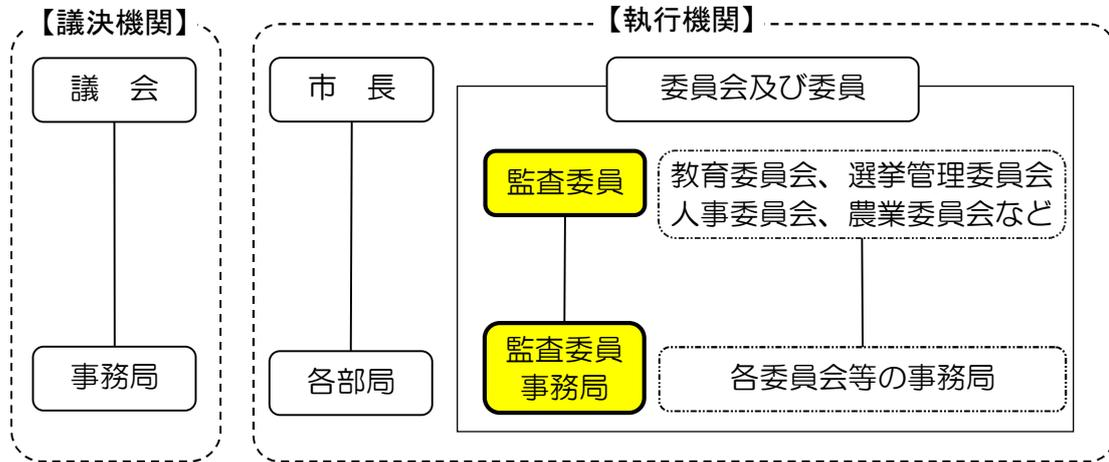 【議決機関】
【執行機関】
議　会
市　長
委員会及び委員
監査委員
教育委員会、選挙管理委員会
人事委員会、農業委員会など
事務局
各部局
監査委員
事務局
各委員会等の事務局